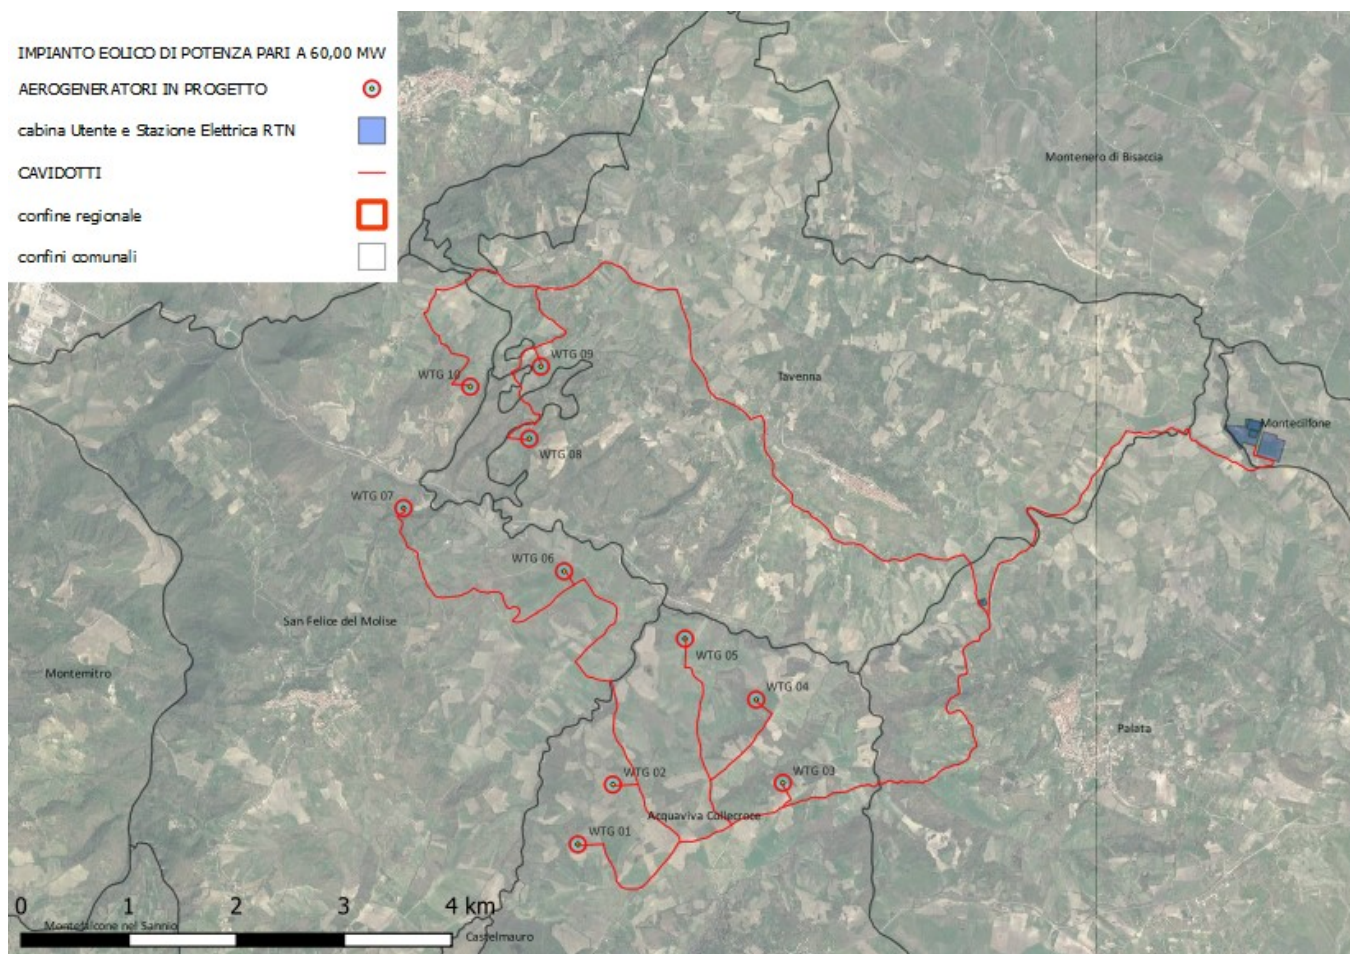 IMPIANTO EOLICO DI POTENZA PARI A 60,00 MW
AEROGENERATORI IN PROGETTO
cabina Utente e Stazione Elettrica RTN
CAVIDOTTI
confine regionale
confini comunali
Montenero di Bisaccia
WTG 09
WTG 10
Tavenna
Montecilfone
WTG 08
WTG 07
WTG 06
San Felice del Molise
WTG 05
Montemitro
WTG 04
Palata
WTG 02
WTG 03
Acquaviva Collecroce
WTG 01
0 1 2 3 4 km
Montefalcone nel Sannio
Castelmauro